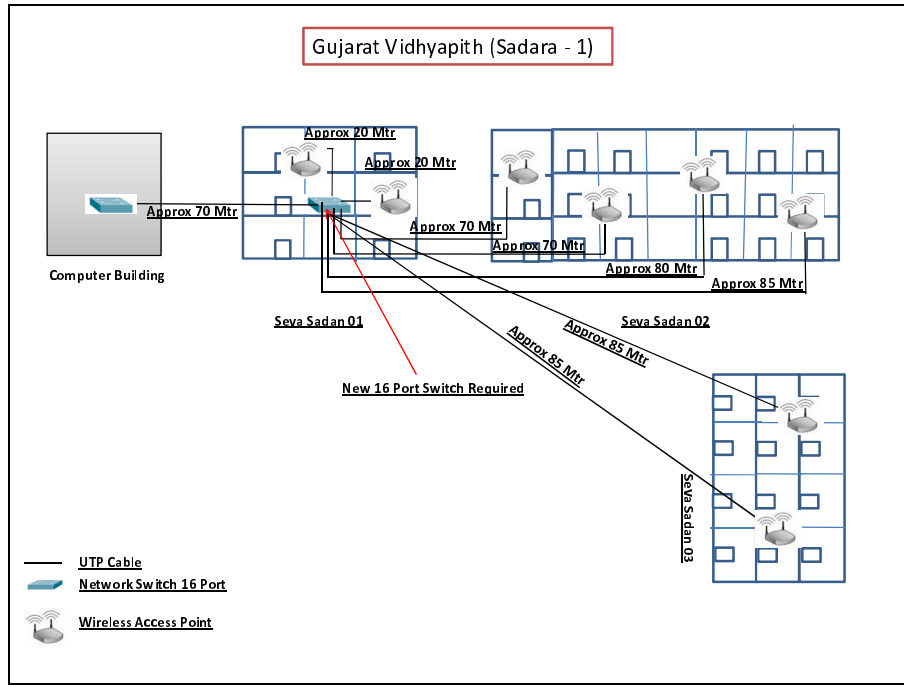 Gujarat Vidhyapith (Sadara - 1)
Approx 20 Mtr
Approx 20 Mtr
Approx 70 Mtr
Approx 70 Mtr
Approx 70 Mtr
Approx 80 Mtr
Approx 85 Mtr
Computer Building
Seva Sadan 01
Seva Sadan 02
Approx 85 Mtr
Approx 85 Mtr
New 16 Port Switch Required
Seva Sadan 03
UTP Cable
Network Switch 16 Port
Wireless Access Point